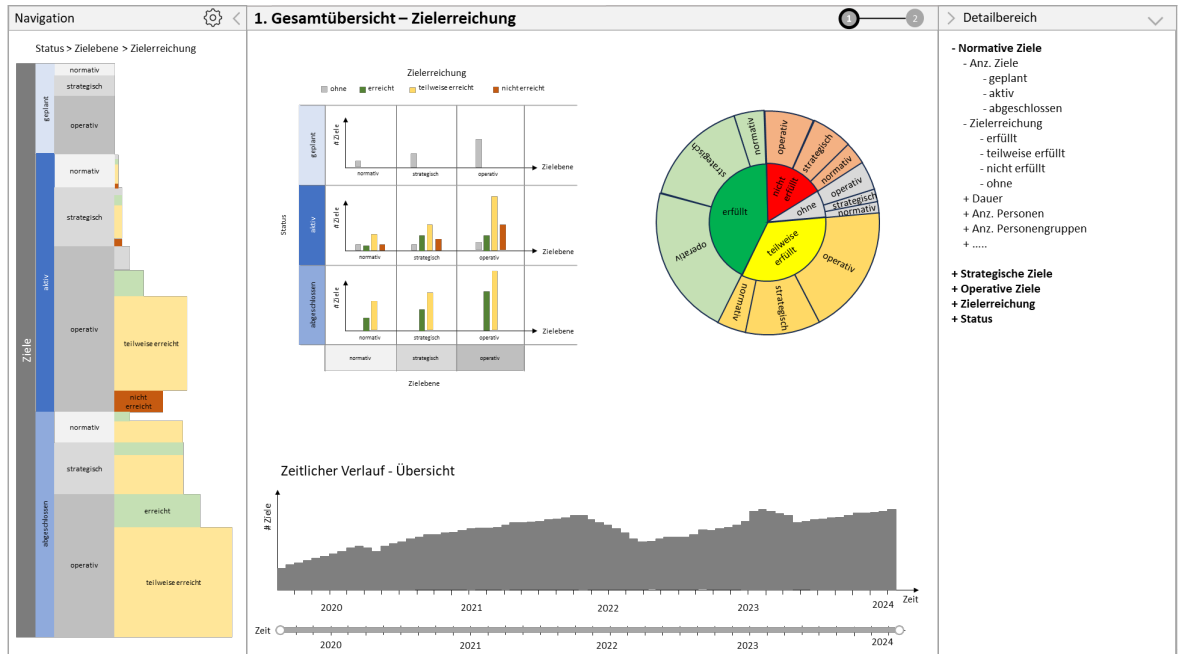 Navigation
Status > Zielebene > Zielerreichung
Ziele
geplant
normativ
strategisch
operativ
aktiv
normativ
strategisch
operativ
teilweise erreicht
nicht
erreicht
abgeschlossen
normativ
strategisch
operativ
erreicht
teilweise erreicht
1. Gesamtübersicht – Zielerreichung
1
2
Zielerreichung
ohne
erreicht
teilweise erreicht
nicht erreicht
Status
geplant
# Ziele
normativ
strategisch
operativ
Zielebene
aktiv
# Ziele
normativ
strategisch
operativ
Zielebene
abgeschlossen
# Ziele
normativ
strategisch
operativ
Zielebene
normativ
strategisch
operativ
Zielebene
erfüllt
nicht
erfüllt
ohne
teilweise
erfüllt
operativ
strategisch
normativ
operativ
strategisch
normativ
operativ
strategisch
normativ
operativ
strategisch
normativ
Zeitlicher Verlauf - Übersicht
# Ziele
2020
2021
2022
2023
2024
Zeit
Zeit
2020
2021
2022
2023
2024
Detailbereich
- Normative Ziele
- Anz. Ziele
- geplant
- aktiv
- abgeschlossen
- Zielerreichung
- erfüllt
- teilweise erfüllt
- nicht erfüllt
- ohne
+ Dauer
+ Anz. Personen
+ Anz. Personengruppen
+ .....
+ Strategische Ziele
+ Operative Ziele
+ Zielerreichung
+ Status